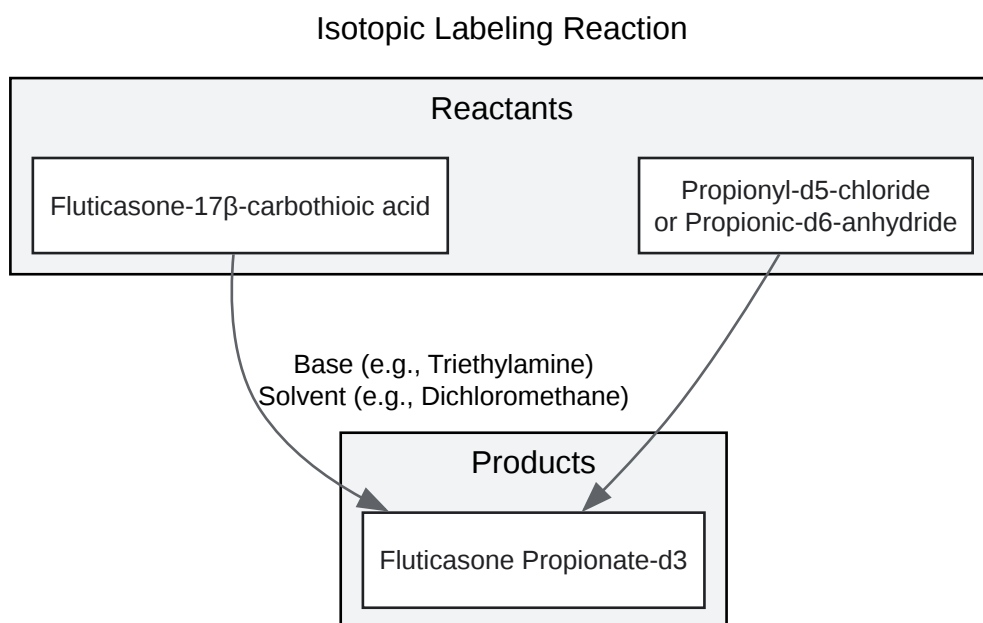 Isotopic Labeling Reaction
Reactants
Fluticasone-17β-carbothioic acid
Propionyl-d5-chloride
or Propionic-d6-anhydride
Base (e.g., Triethylamine)
Solvent (e.g., Dichloromethane)
Products
Fluticasone Propionate-d3